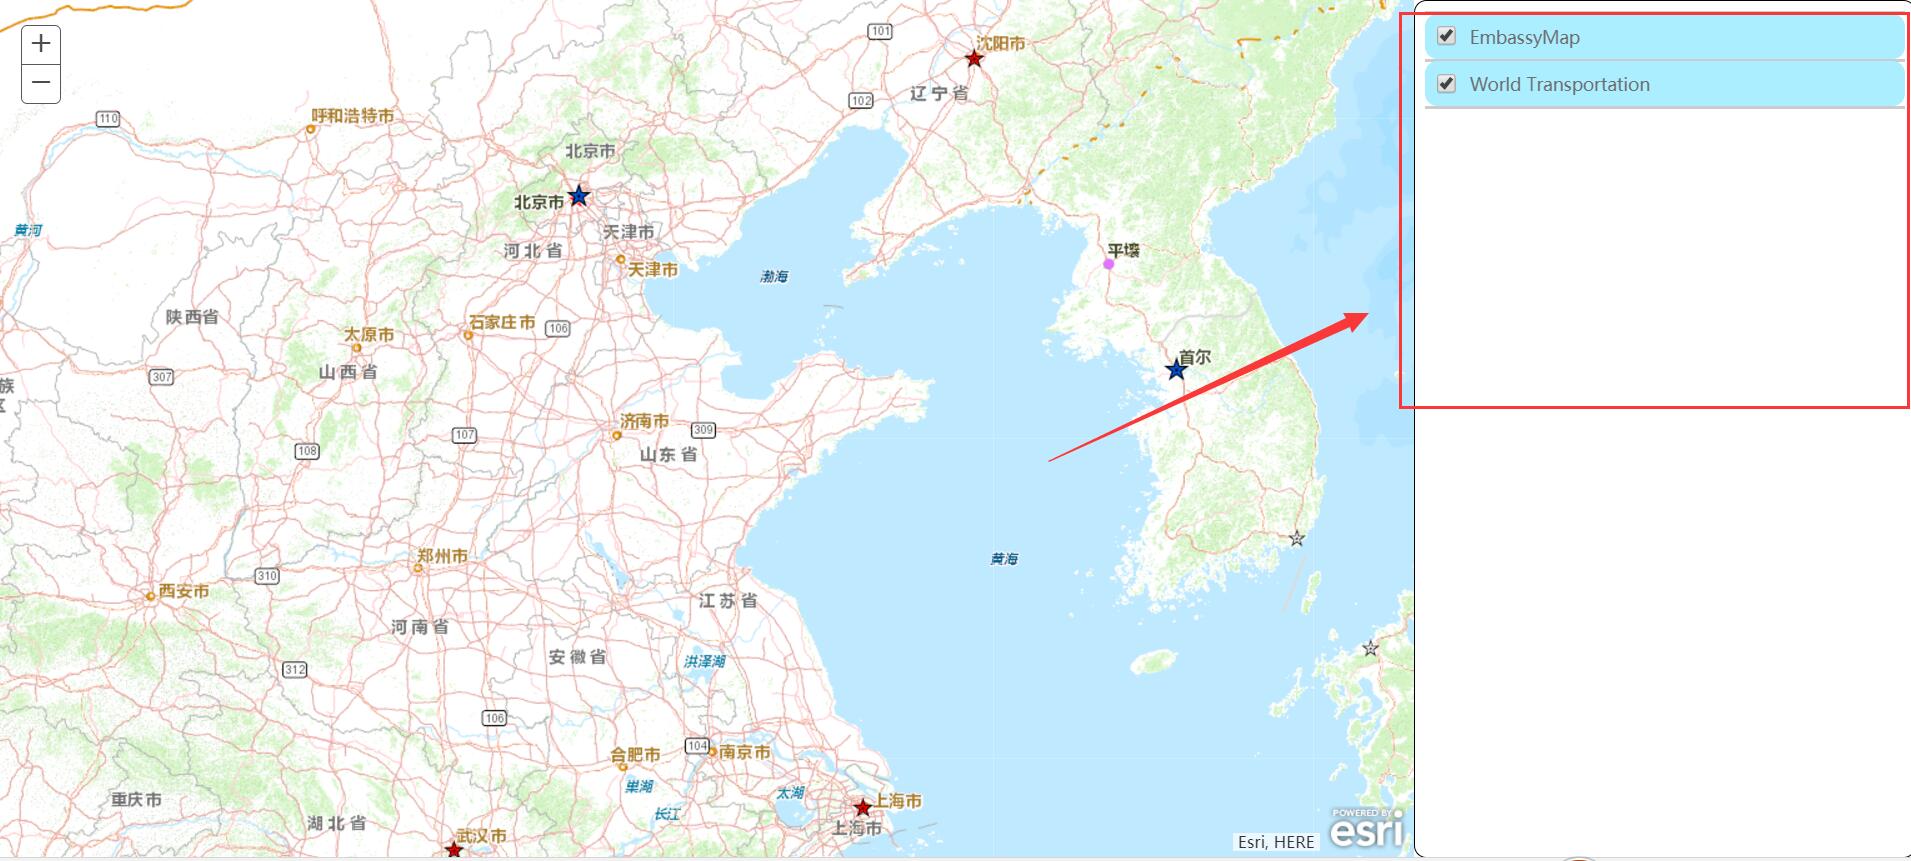 +
−
101
沈阳市
辽宁省
102
110
呼和浩特市
北京市
北京市
黄河
天津市
河北省
天津市
平壤
渤海
陕西省
石家庄市
106
太原市
首尔
山西省
307
族
区
济南市
107
309
108
山东省
郑州市
黄海
310
西安市
江苏省
河南省
安徽省
洪泽湖
312
106
104
南京市
合肥市
巢湖
太湖
重庆市
上海市
长江
湖北省
上海市
武汉市
Esri, HERE
POWERED BY
esri
EmbassyMap
World Transportation